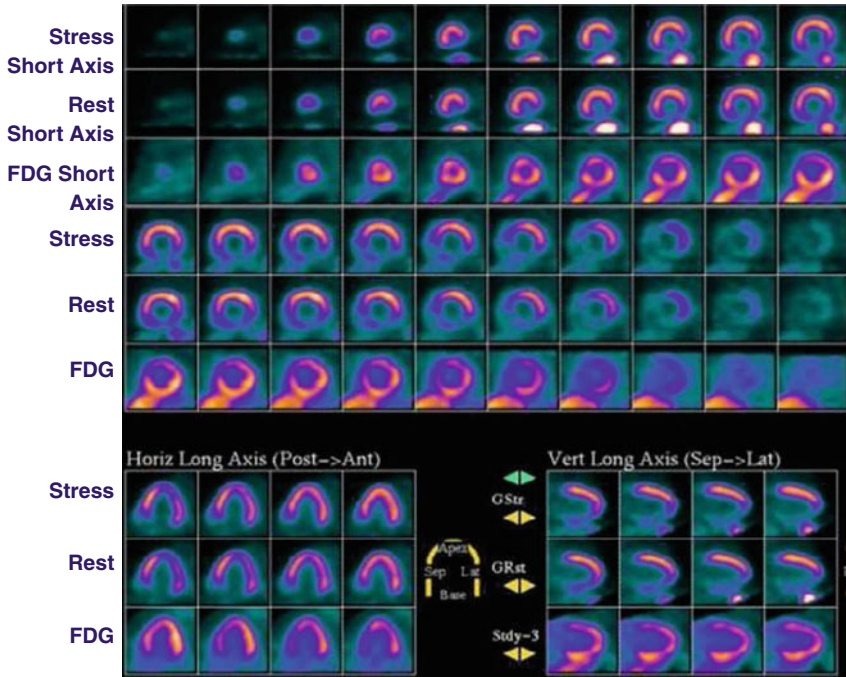 Stress
Short Axis
Rest
Short Axis
FDG Short
Axis
Stress
Rest
FDG
Horiz Long Axis (Post->Ant)
Vert Long Axis (Sep->Lat)
Stress
GStr
Rest
Apex
Sep Lat
Base
GRst
FDG
Stdy-3